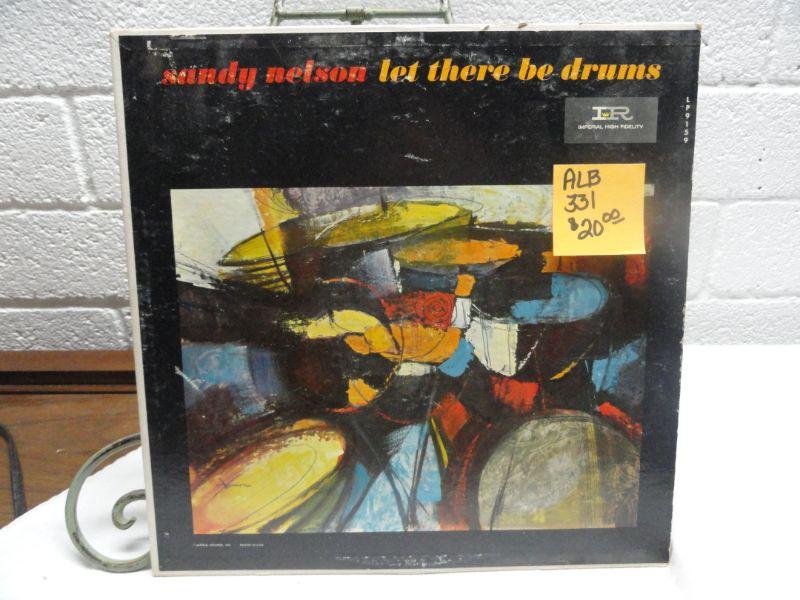 sandy nelson let there be drums
IR
IMPERIAL HIGH FIDELITY
LP9159
ALB
331
$20.00